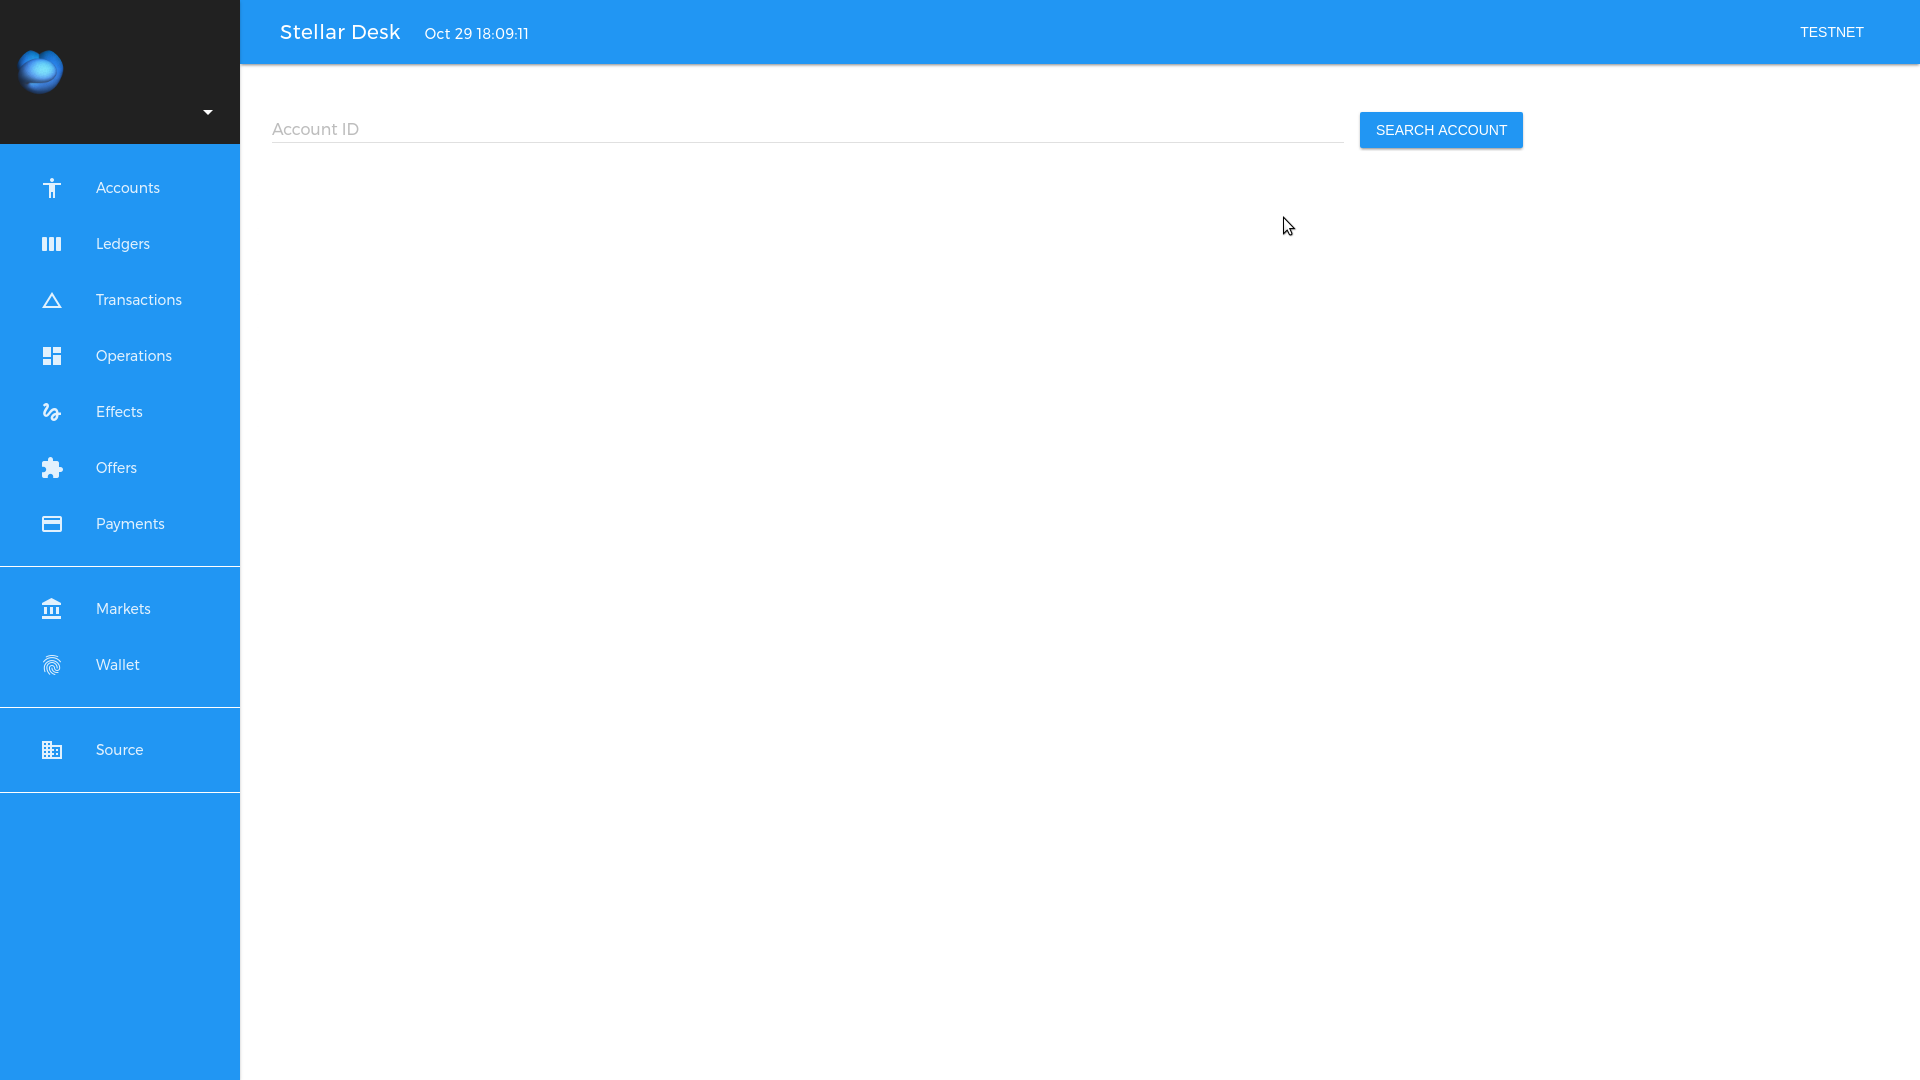 Stellar Desk
Oct 29 18:09:11
TESTNET
Account ID
SEARCH ACCOUNT
Accounts
Ledgers
Transactions
Operations
Effects
Offers
Payments
Markets
Wallet
Source